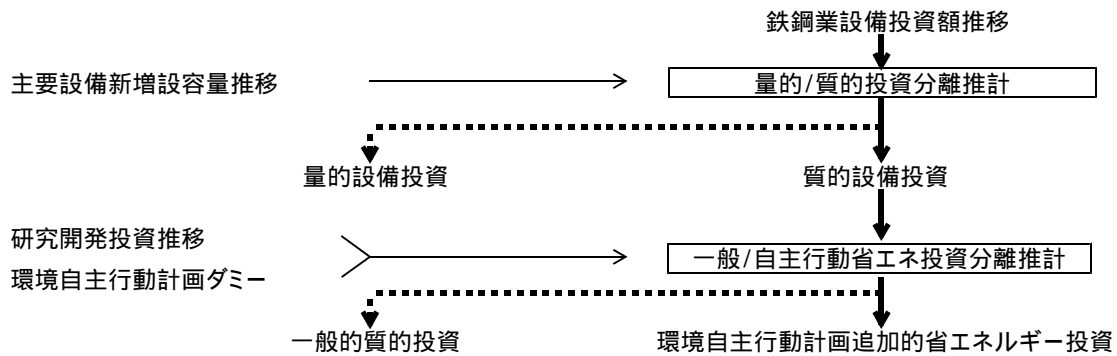 鉄鋼業設備投資額推移
主要設備新増設容量推移
量的/質的投資分離推計
量的設備投資
質的設備投資
研究開発投資推移
一般/自主行動省エネ投資分離推計
環境自主行動計画ダミー
一般的質的投資
環境自主行動計画追加的省エネルギー投資